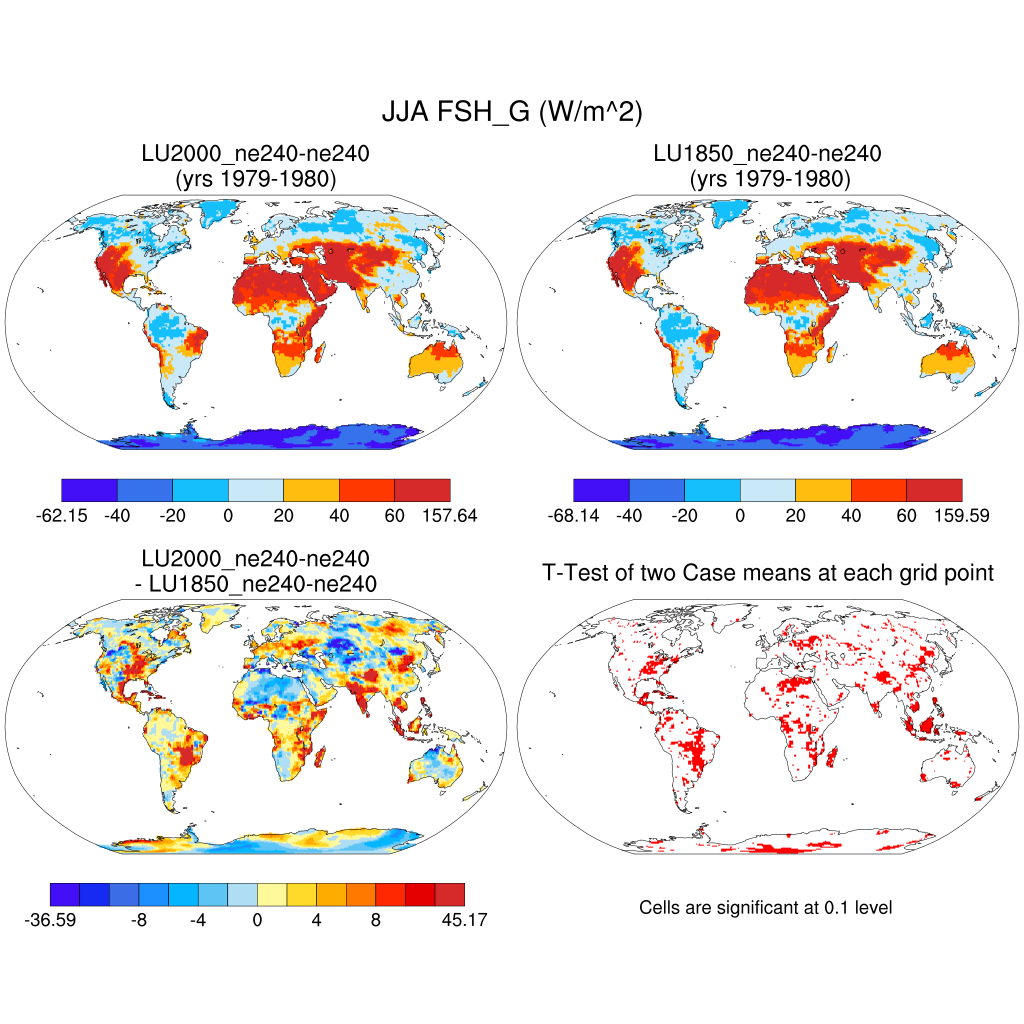 JJA FSH_G (W/m^2)
LU2000_ne240-ne240
(yrs 1979-1980)
LU1850_ne240-ne240
(yrs 1979-1980)
-62.15 -40 -20 0 20 40 60 157.64
-68.14 -40 -20 0 20 40 60 159.59
LU2000_ne240-ne240
- LU1850_ne240-ne240
T-Test of two Case means at each grid point
-36.59 -8 -4 0 4 8 45.17
Cells are significant at 0.1 level